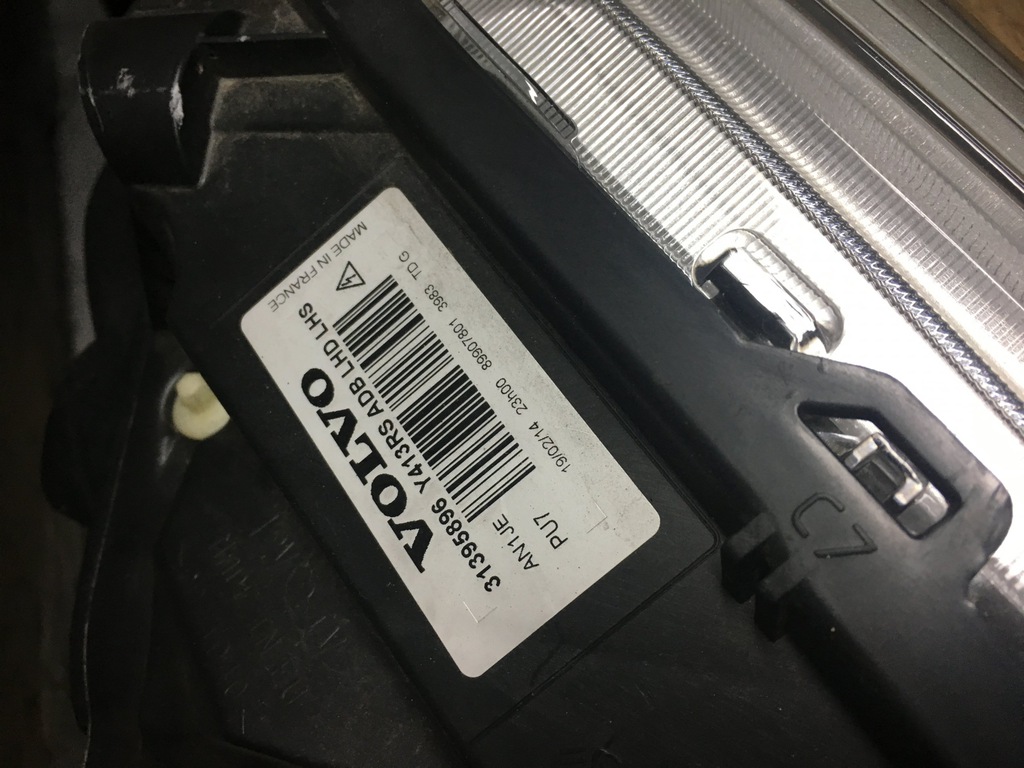 VOLVO
31395896 Y413RS ADB LHD LHS
AN1JE
PU7
MADE IN FRANCE
19/02/14 23h00 89907801 3983 TD G
C7